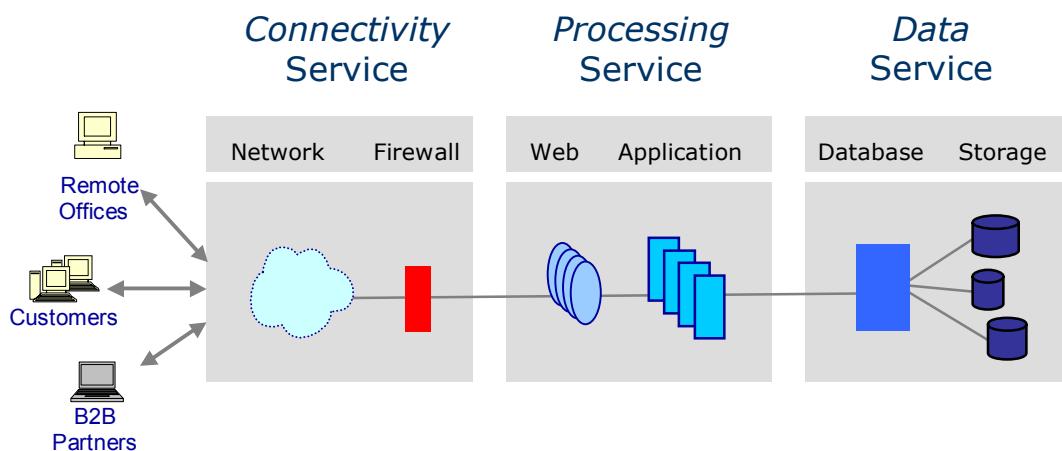 Connectivity
Service
Processing
Service
Data
Service
Network
Firewall
Web
Application
Database
Storage
Remote
Offices
Customers
B2B
Partners